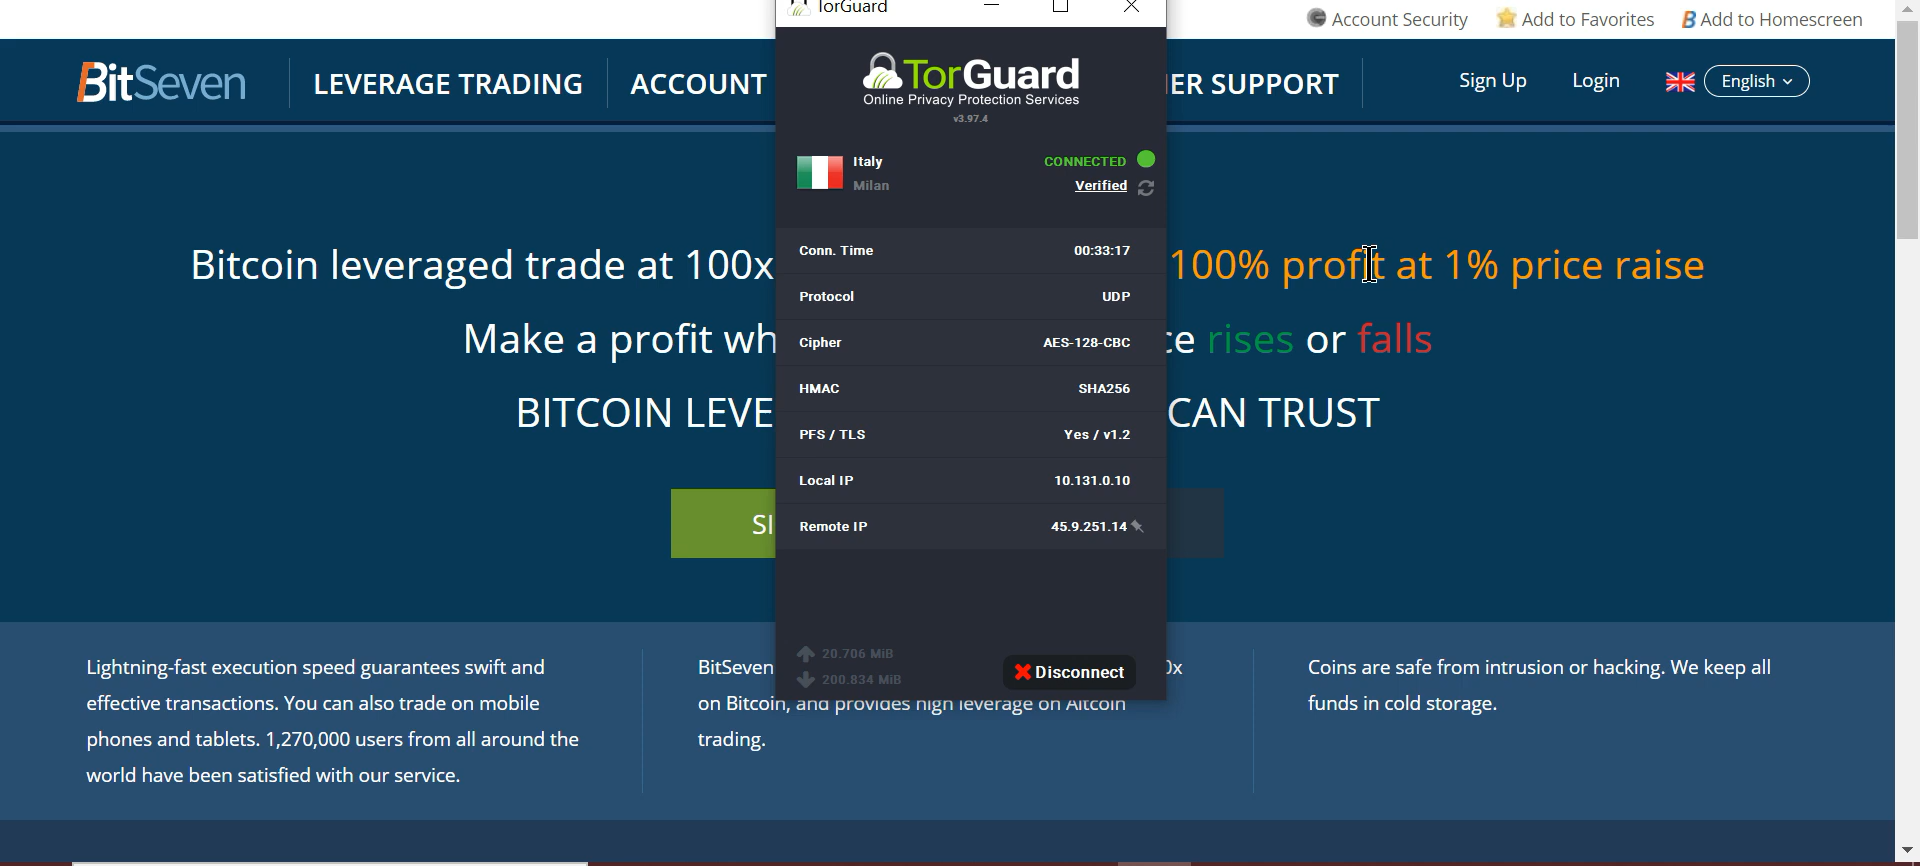 TorGuard
Account Security
Add to Favorites
Add to Homescreen
BitSeven
LEVERAGE TRADING
ACCOUNT
ER SUPPORT
Sign Up
Login
English
TorGuard
Online Privacy Protection Services
v3.97.4
Italy
CONNECTED
Milan
Verified
Conn. Time 00:33:17
Protocol UDP
Cipher AES-128-CBC
HMAC SHA256
PFS / TLS Yes / v1.2
Local IP 10.131.0.10
Remote IP 45.9.251.14
20.706 MiB
200.834 MiB
Disconnect
Bitcoin leveraged trade at 100x 100% profit at 1% price raise
Make a profit wh ce rises or falls
BITCOIN LEVE CAN TRUST
SI
Lightning-fast execution speed guarantees swift and
effective transactions. You can also trade on mobile
phones and tablets. 1,270,000 users from all around the
world have been satisfied with our service.
BitSeven 0x
on Bitcoin, and provides high leverage on Altcoin
trading.
Coins are safe from intrusion or hacking. We keep all
funds in cold storage.